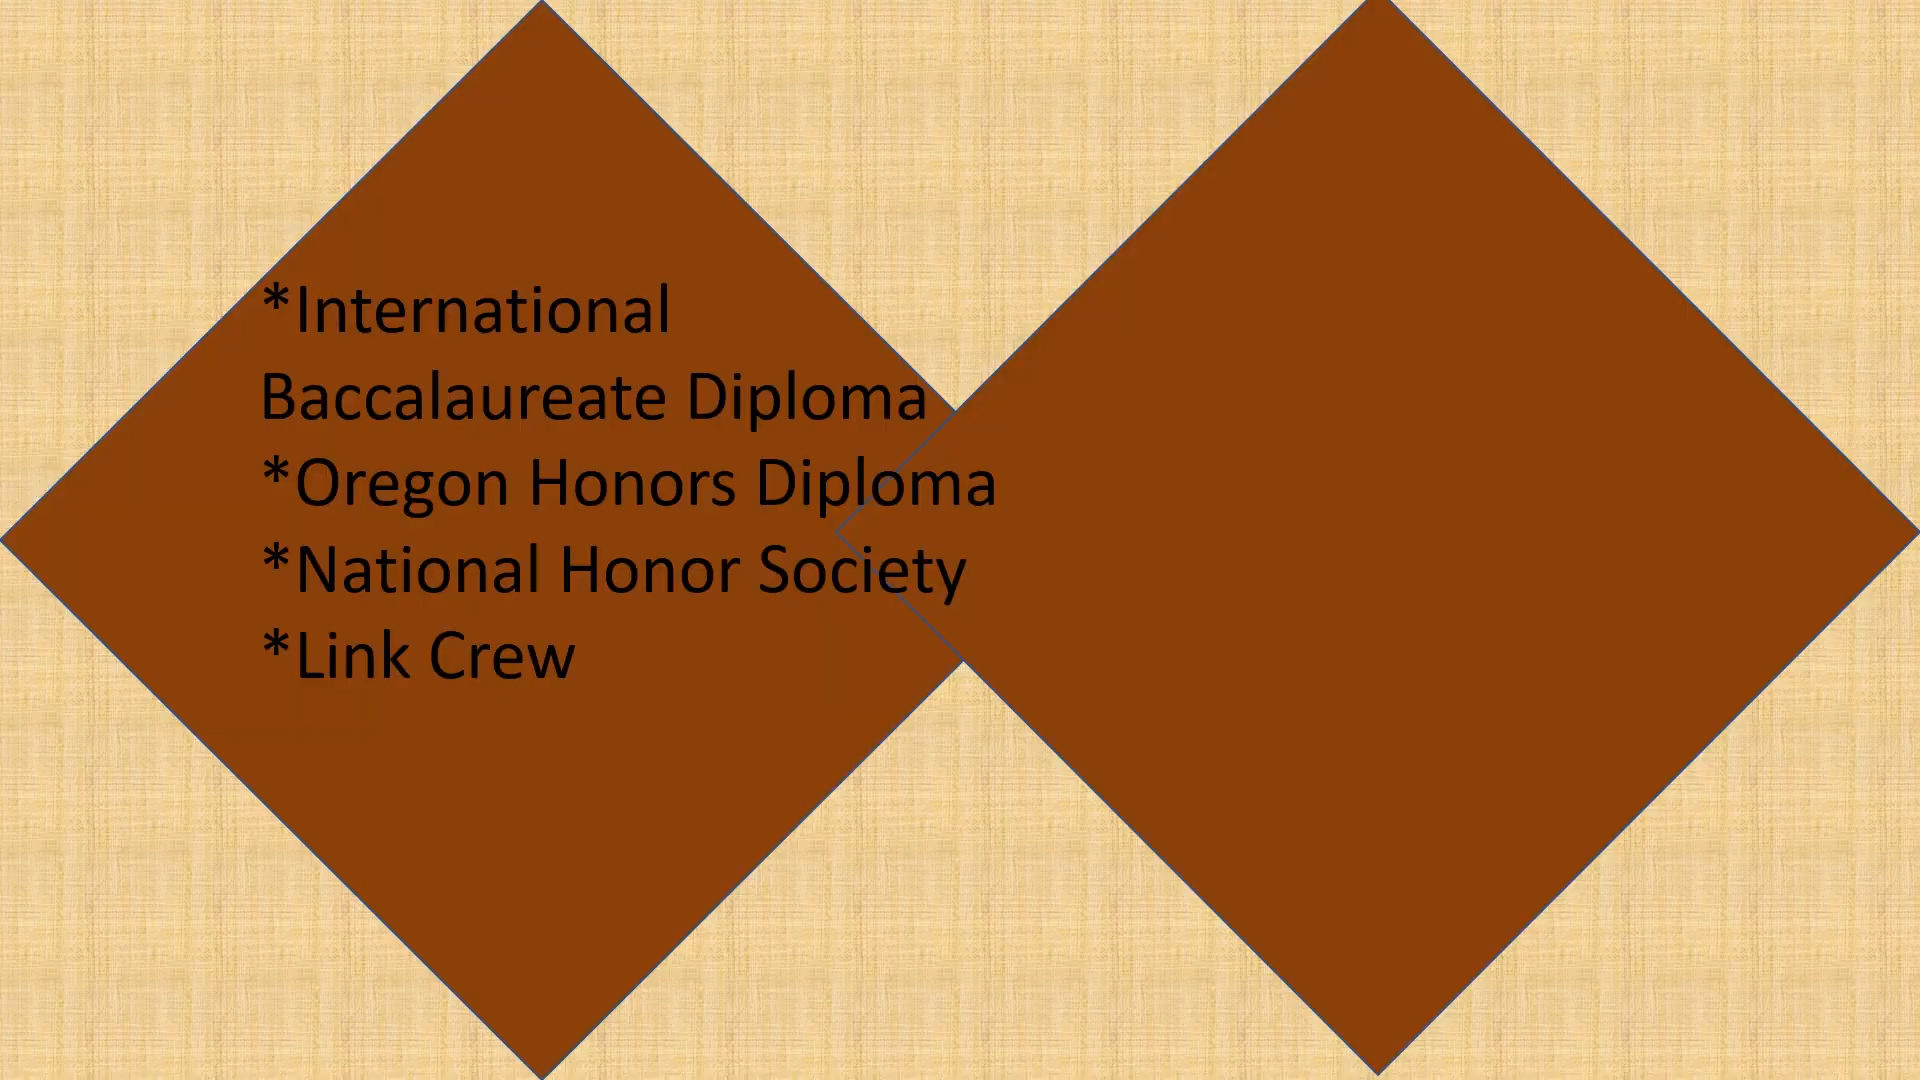 *International
Baccalaureate Diploma
*Oregon Honors Diploma
*National Honor Society
*Link Crew